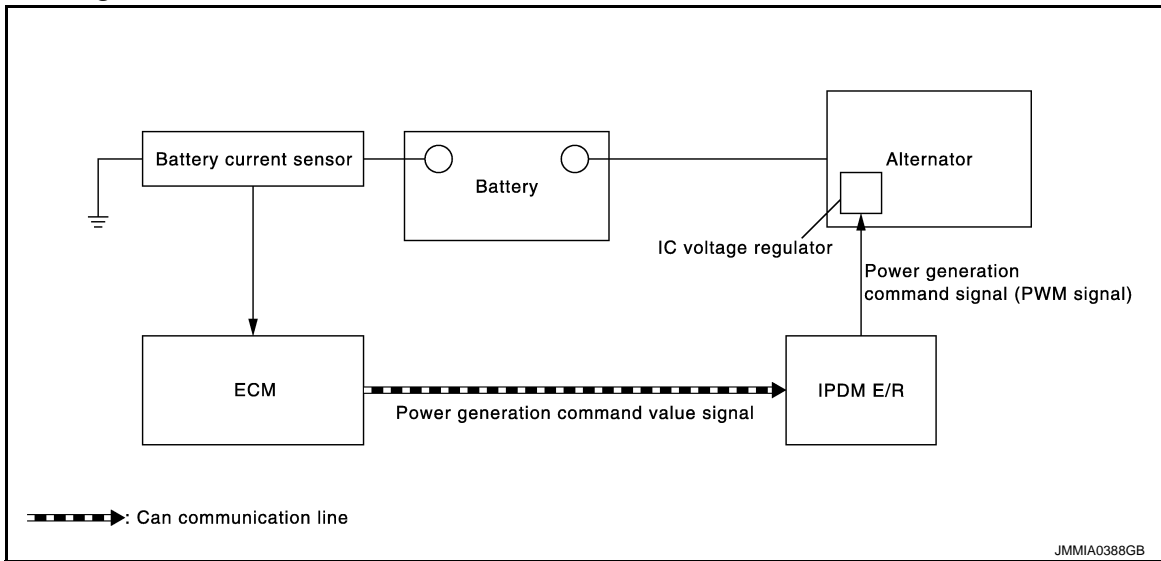 Battery current sensor
Battery
Alternator
IC voltage regulator
Power generation
command signal (PWM signal)
ECM
IPDM E/R
Power generation command value signal
: Can communication line
JMMIA0388GB